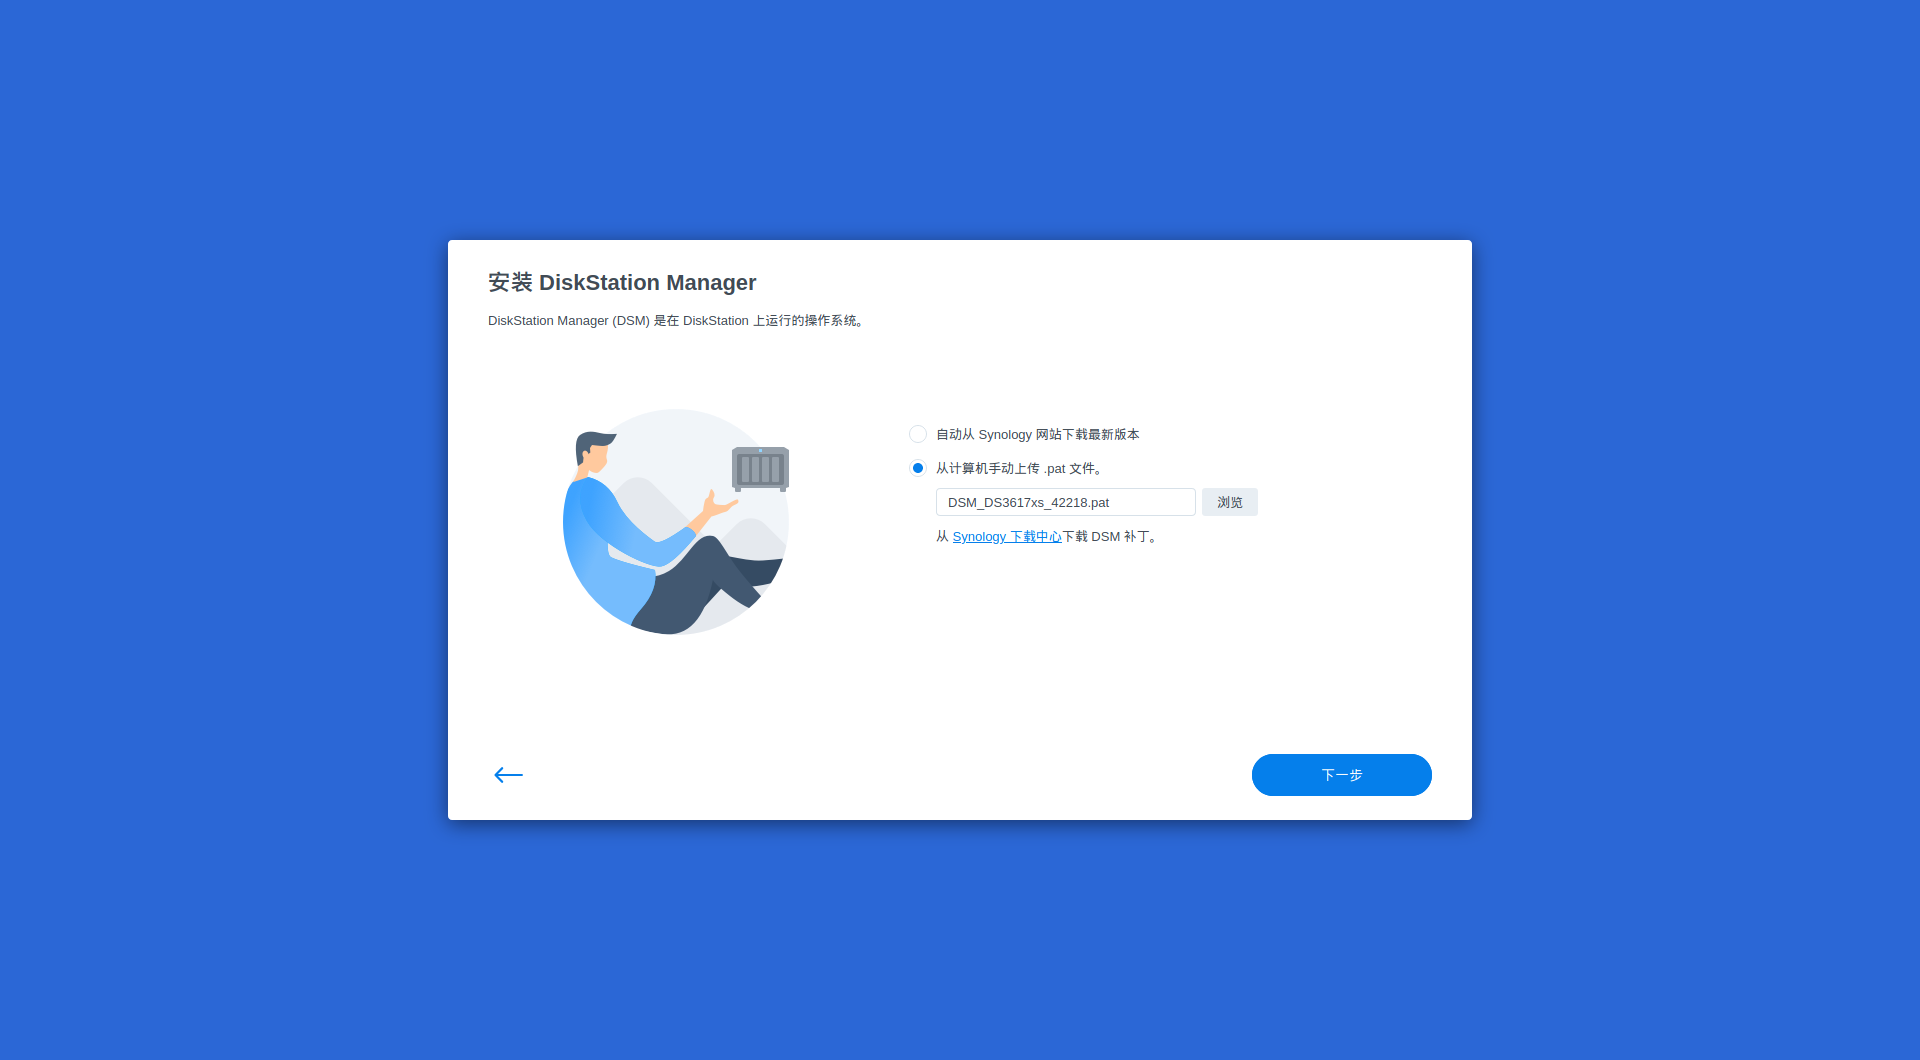 安装 DiskStation Manager
DiskStation Manager (DSM) 是在 DiskStation 上运行的操作系统。
自动从 Synology 网站下载最新版本
从计算机手动上传 .pat 文件。
DSM_DS3617xs_42218.pat 浏览
从 Synology 下载中心下载 DSM 补丁。
下一步